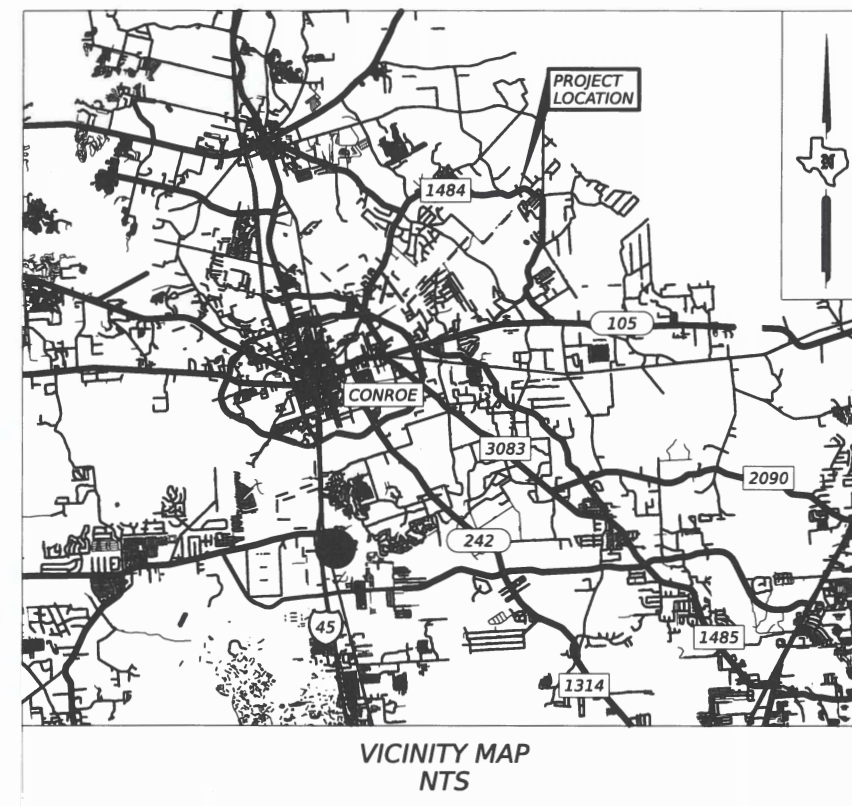 PROJECT
LOCATION
N
1484
105
CONROE
3083
2090
242
45
1485
1314
VICINITY MAP
NTS